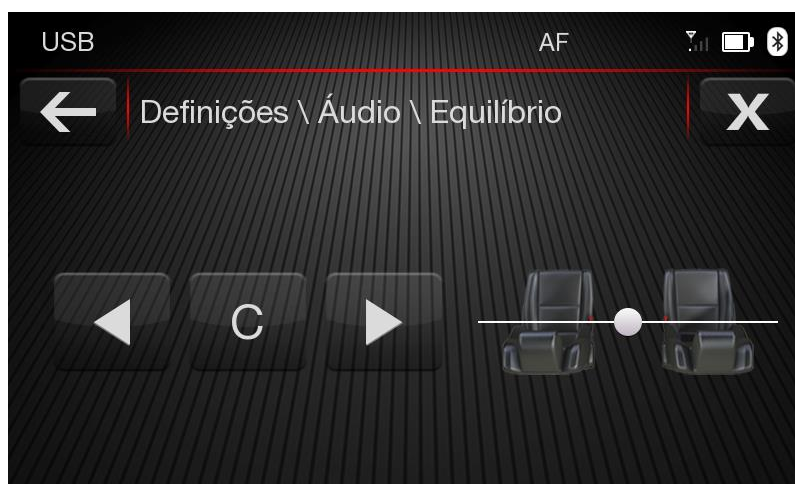 USB AF
Definições \ Áudio \ Equilíbrio
X
C